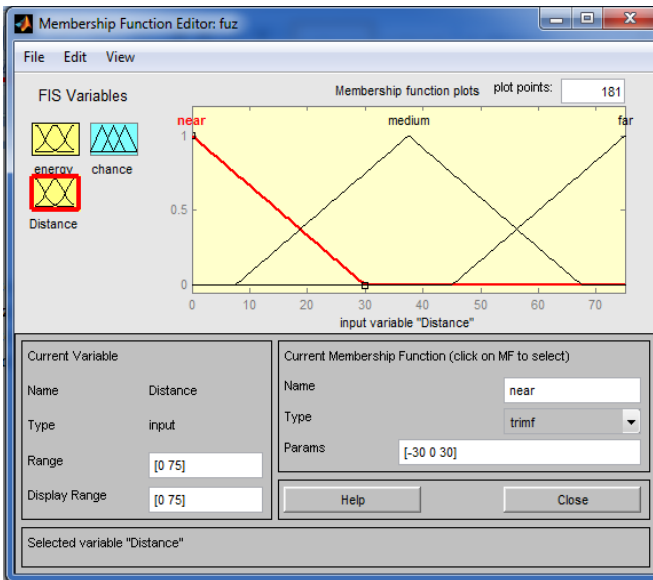 Membership Function Editor: fuz
File Edit View
FIS Variables
Membership function plots plot points: 181
near medium far
energy chance
Distance
1
0.5
0
0 10 20 30 40 50 60 70
input variable "Distance"
Current Variable
Name Distance
Type input
Range [0 75]
Display Range [0 75]
Current Membership Function (click on MF to select)
Name near
Type trimf
Params [-30 0 30]
Help Close
Selected variable "Distance"